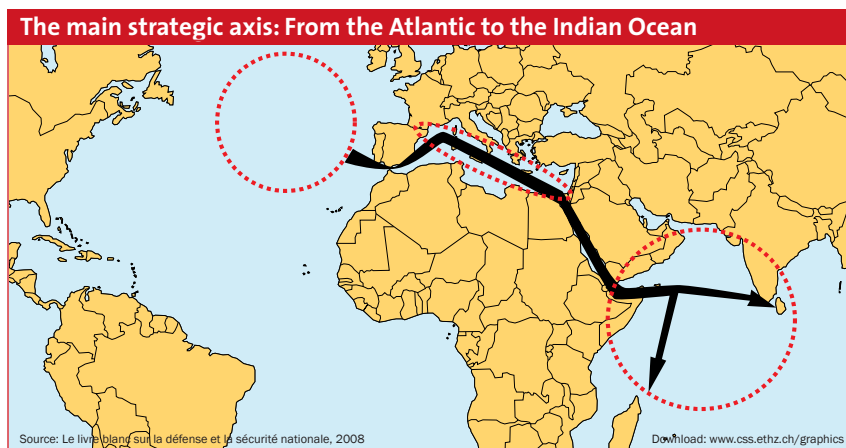 The main strategic axis: From the Atlantic to the Indian Ocean
Source: Le livre blanc sur la défense et la sécurité nationale, 2008
Download: www.css.ethz.ch/graphics